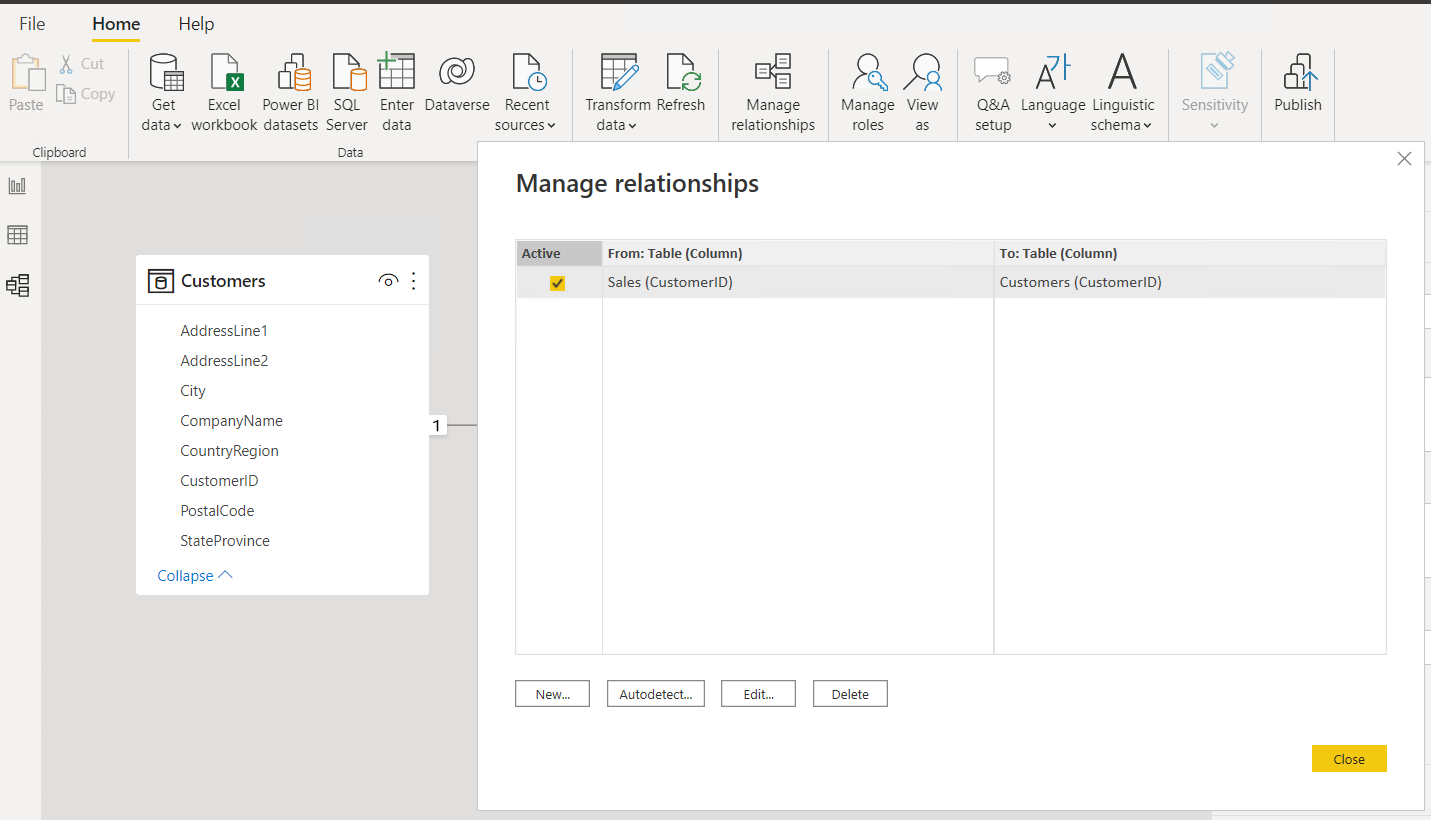 File Home Help
Paste
Cut
Copy
Clipboard
Get data
Excel workbook
Power BI datasets
SQL Server
Enter data
Dataverse
Recent sources
Data
Transform data
Refresh
Manage relationships
Manage roles
View as
Q&A setup
Language
Linguistic schema
Sensitivity
Publish
Customers
AddressLine1
AddressLine2
City
CompanyName
CountryRegion
CustomerID
PostalCode
StateProvince
Collapse
1
Manage relationships
Active From: Table (Column) To: Table (Column)
Sales (CustomerID) Customers (CustomerID)
New... Autodetect... Edit... Delete
Close